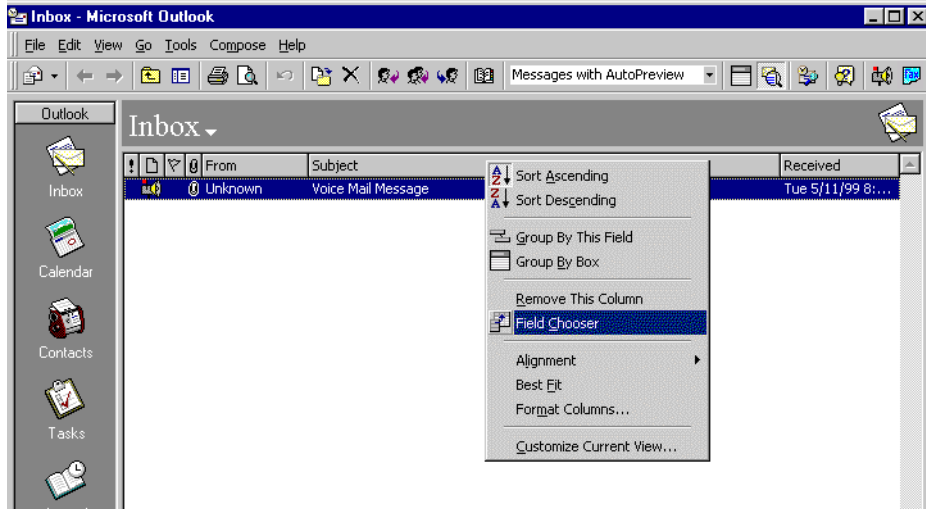 Inbox - Microsoft Outlook
File Edit View Go Tools Compose Help
Messages with AutoPreview
Fax
Outlook
Inbox
! From Subject Received
Unknown Voice Mail Message Tue 5/11/99 8:...
Inbox
Calendar
Contacts
Tasks
A Z Sort Ascending
Z A Sort Descending
Group By This Field
Group By Box
Remove This Column
Field Chooser
Alignment
Best Fit
Format Columns...
Customize Current View...